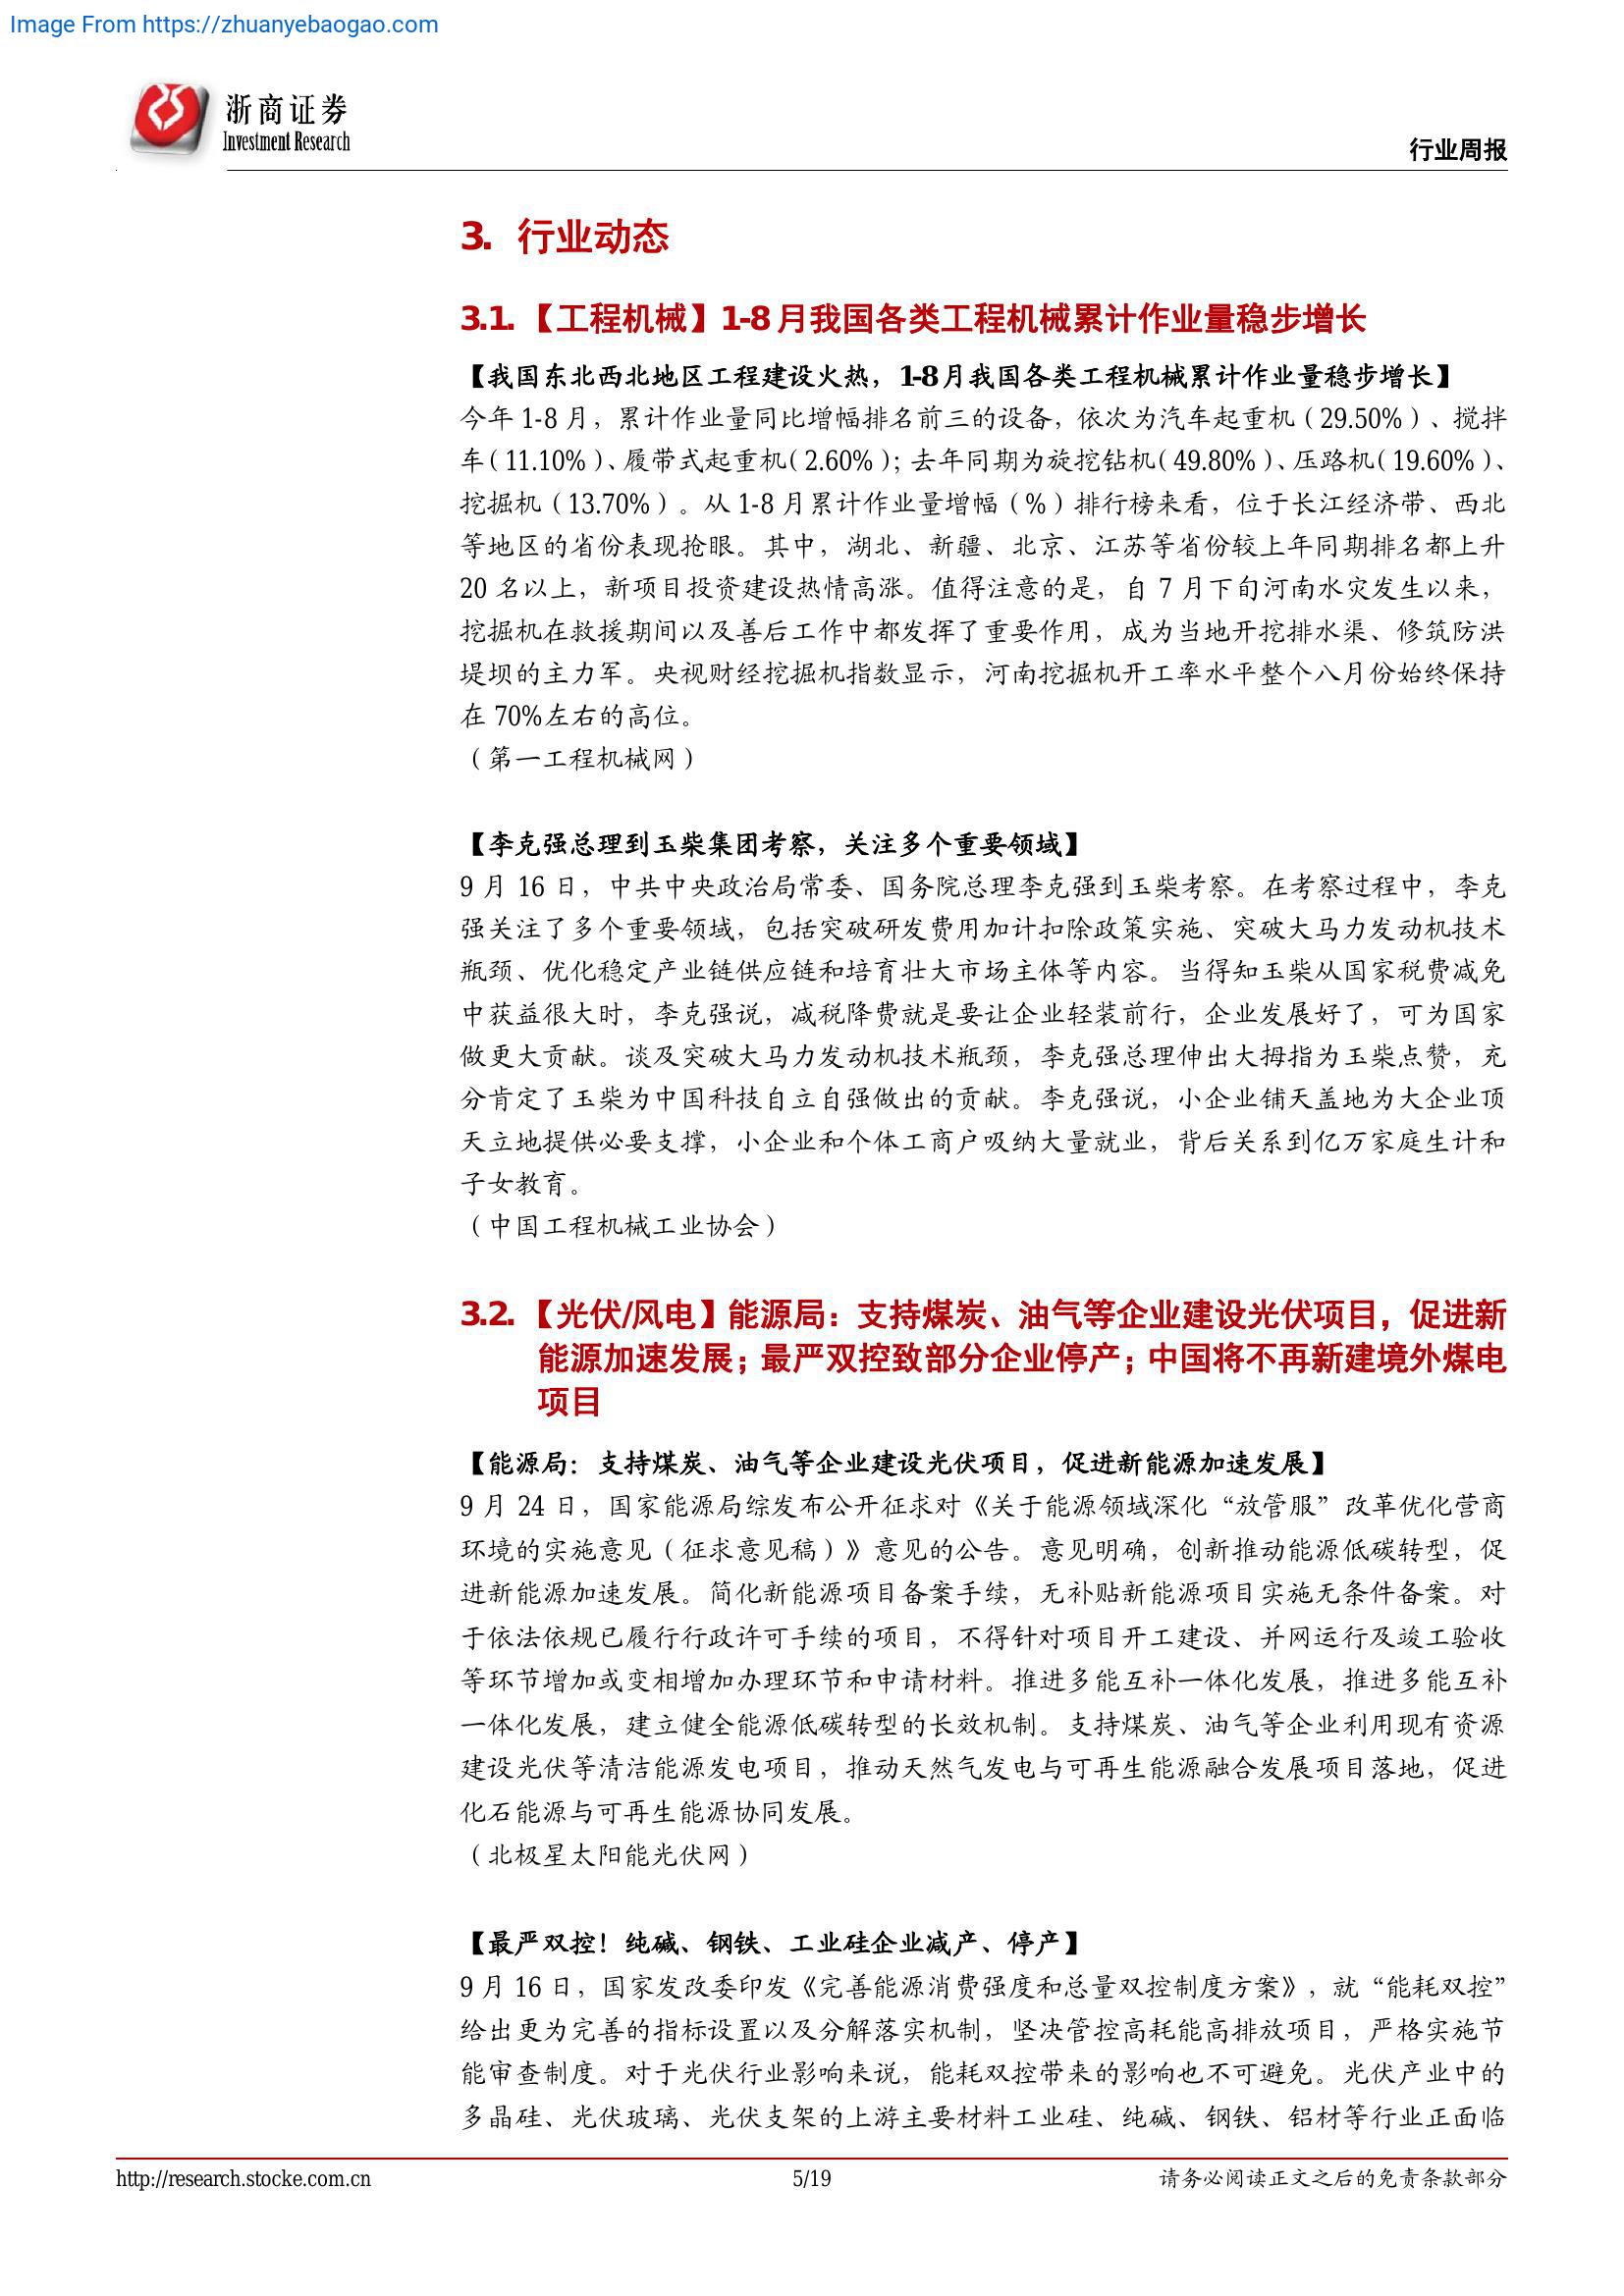 Image From https://zhuanyebaogao.com
浙商证券
Investment Research
行业周报
3. 行业动态
3.1. 【工程机械】1-8 月我国各类工程机械累计作业量稳步增长
【我国东北西北地区工程建设火热，1-8月我国各类工程机械累计作业量稳步增长】
今年 1-8 月，累计作业量同比增幅排名前三的设备，依次为汽车起重机（29.50%）、搅拌
车（11.10%）、履带式起重机（2.60%）；去年同期为旋挖钻机（49.80%）、压路机（19.60%）、
挖掘机（13.70%）。从 1-8 月累计作业量增幅（%）排行榜来看，位于长江经济带、西北
等地区的省份表现抢眼。其中，湖北、新疆、北京、江苏等省份较上年同期排名都上升
20 名以上，新项目投资建设热情高涨。值得注意的是，自 7 月下旬河南水灾发生以来，
挖掘机在救援期间以及善后工作中都发挥了重要作用，成为当地开挖排水渠、修筑防洪
堤坝的主力军。央视财经挖掘机指数显示，河南挖掘机开工率水平整个八月份始终保持
在 70%左右的高位。
（第一工程机械网）
【李克强总理到玉柴集团考察，关注多个重要领域】
9 月 16 日，中共中央政治局常委、国务院总理李克强到玉柴考察。在考察过程中，李克
强关注了多个重要领域，包括突破研发费用加计扣除政策实施、突破大马力发动机技术
瓶颈、优化稳定产业链供应链和培育壮大市场主体等内容。当得知玉柴从国家税费减免
中获益很大时，李克强说，减税降费就是要让企业轻装前行，企业发展好了，可为国家
做更大贡献。谈及突破大马力发动机技术瓶颈，李克强总理伸出大拇指为玉柴点赞，充
分肯定了玉柴为中国科技自立自强做出的贡献。李克强说，小企业铺天盖地为大企业顶
天立地提供必要支撑，小企业和个体工商户吸纳大量就业，背后关系到亿万家庭生计和
子女教育。
（中国工程机械工业协会）
3.2. 【光伏/风电】能源局：支持煤炭、油气等企业建设光伏项目，促进新
能源加速发展；最严双控致部分企业停产；中国将不再新建境外煤电
项目
【能源局：支持煤炭、油气等企业建设光伏项目，促进新能源加速发展】
9 月 24 日，国家能源局综发布公开征求对《关于能源领域深化“放管服”改革优化营商
环境的实施意见（征求意见稿）》意见的公告。意见明确，创新推动能源低碳转型，促
进新能源加速发展。简化新能源项目备案手续，无补贴新能源项目实施无条件备案。对
于依法依规已履行行政许可手续的项目，不得针对项目开工建设、并网运行及竣工验收
等环节增加或变相增加办理环节和申请材料。推进多能互补一体化发展，推进多能互补
一体化发展，建立健全能源低碳转型的长效机制。支持煤炭、油气等企业利用现有资源
建设光伏等清洁能源发电项目，推动天然气发电与可再生能源融合发展项目落地，促进
化石能源与可再生能源协同发展。
（北极星太阳能光伏网）
【最严双控！纯碱、钢铁、工业硅企业减产、停产】
9 月 16 日，国家发改委印发《完善能源消费强度和总量双控制度方案》，就“能耗双控”
给出更为完善的指标设置以及分解落实机制，坚决管控高耗能高排放项目，严格实施节
能审查制度。对于光伏行业影响来说，能耗双控带来的影响也不可避免。光伏产业中的
多晶硅、光伏玻璃、光伏支架的上游主要材料工业硅、纯碱、钢铁、铝材等行业正面临
http://research.stocke.com.cn
5/19
请务必阅读正文之后的免责条款部分